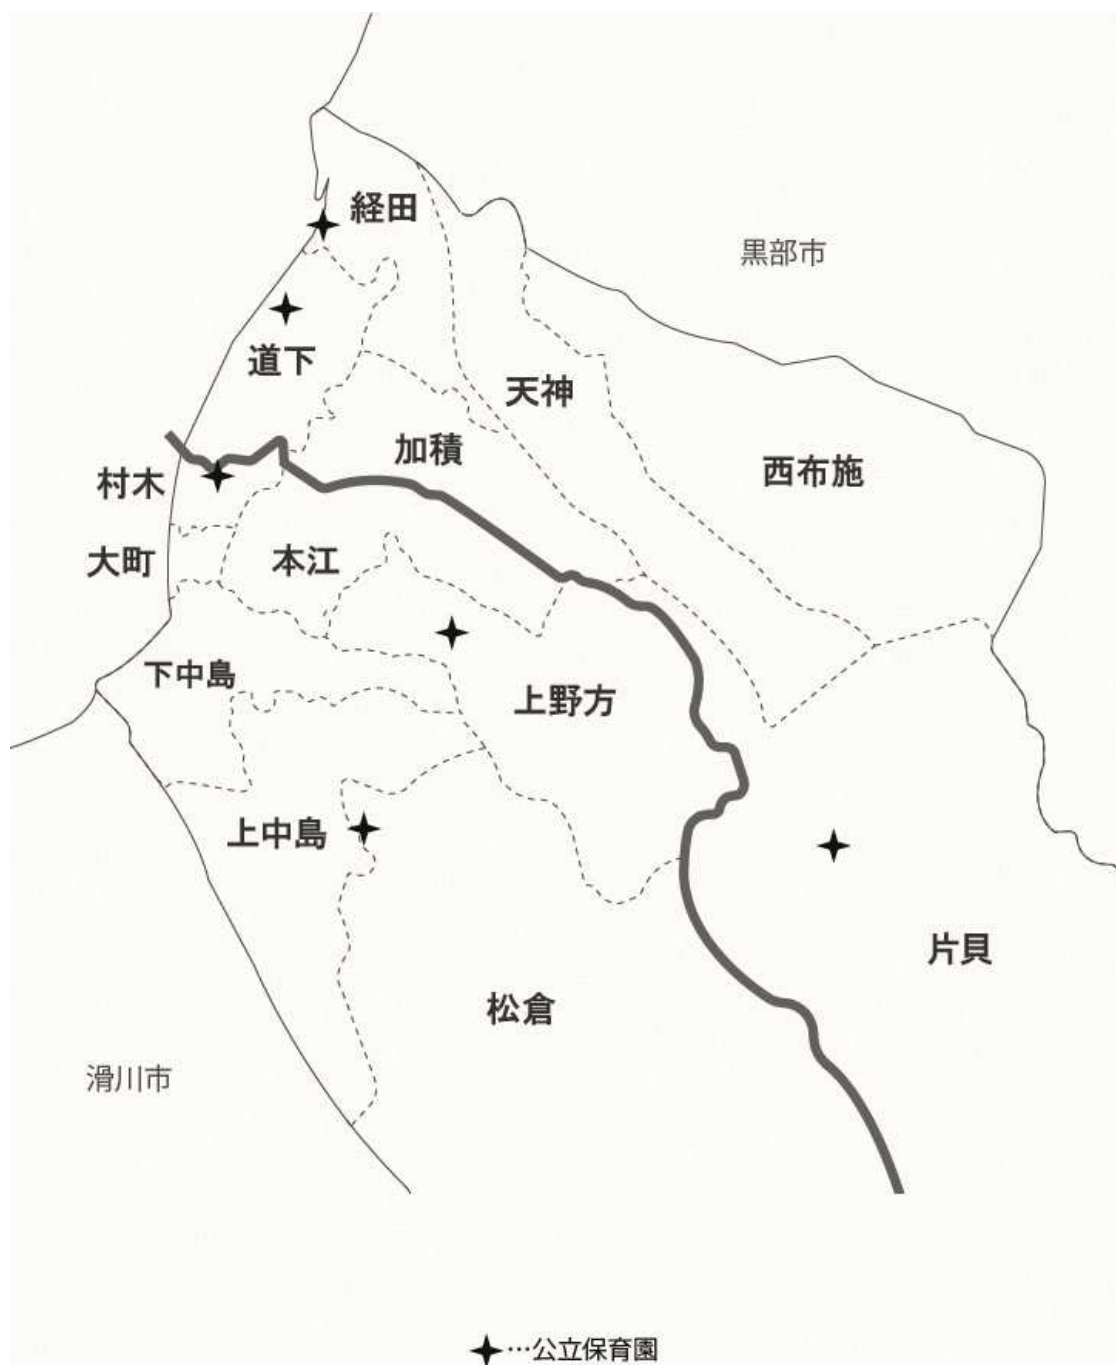 経田
黒部市
道下
天神
加積
西布施
村木
大町
本江
下中島
上野方
上中島
片貝
松倉
滑川市
…公立保育園